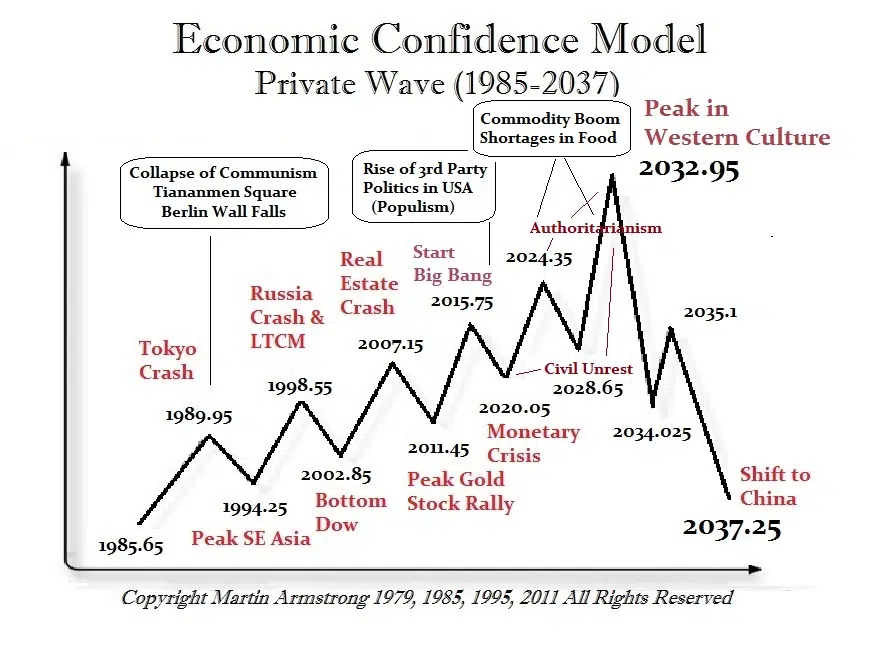 Economic Confidence Model
Private Wave (1985-2037)
Commodity Boom
Shortages in Food
Peak in
Western Culture
2032.95
Collapse of Communism
Tiananmen Square
Berlin Wall Falls
Rise of 3rd Party
Politics in USA
(Populism)
Authoritarianism
Start
Big Bang
2015.75
2024.35
Real
Estate
Crash
2007.15
Russia
Crash &
LTCM
1998.55
Tokyo
Crash
1989.95
2035.1
Civil Unrest
2028.65
2020.05
Monetary
Crisis
2034.025
2011.45
Peak Gold
Stock Rally
2002.85
Bottom
Dow
1994.25
Peak SE Asia
1985.65
Shift to
China
2037.25
Copyright Martin Armstrong 1979, 1985, 1995, 2011 All Rights Reserved